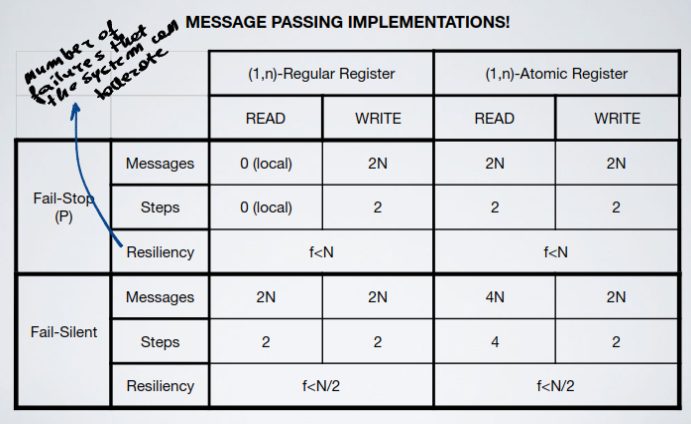 MESSAGE PASSING IMPLEMENTATIONS!
number of
failures that
the system can
tollerate
(1,n)-Regular Register (1,n)-Atomic Register
READ WRITE READ WRITE
Fail-Stop
(P)
Messages 0 (local) 2N 2N 2N
Steps 0 (local) 2 2 2
Resiliency f<N f<N
Fail-Silent
Messages 2N 2N 4N 2N
Steps 2 2 4 2
Resiliency f<N/2 f<N/2